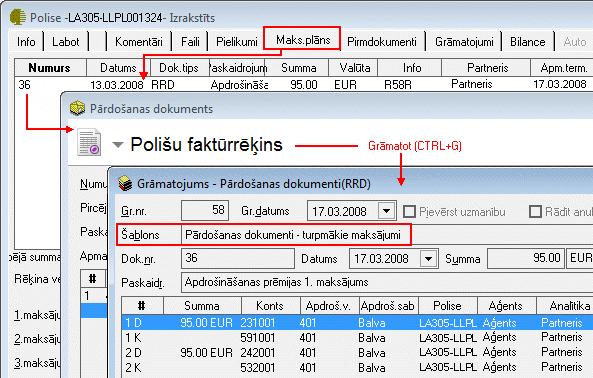 Polise -LA305-LLPL001324- Izrakstīts
Info Labot Komentāri Faili Pielikumi Maks.plāns Pirmdokumenti Grāmatojumi Bilance Auto
Numurs Datums Dok.tips Paskaidrojum Summa Valūta Info Partneris Apm.term.
36 13.03.2008 RRD Apdrošināša 95.00 EUR R58R Partneris 17.03.2008
Pārdošanas dokuments
Polišu faktūrrēķins
Grāmatot (CTRL+G)
Numu
Grāmatojums - Pārdošanas dokumenti(RRD)
Pircēj
Gr.nr. 58 Gr.datums 17.03.2008 Pievērst uzmanību Rādīt anul
Paska
Šablons Pārdošanas dokumenti - turpmākie maksājumi
Apma
Dok.nr. 36 Datums 17.03.2008 Summa 95.00 EUR
pējā summa
Rēķina ve
#
Paskaidr. Apdrošināšanas prēmijas 1. maksājums
1
# Summa Konts Apdroš.v. Apdroš.sab Polise Aģents Analītika
1.maksāju
1 D 95.00 EUR 231001 401 Balva LA305-LLPL Aģents Partneris
1 K 591001 401 Balva LA305-LLPL Aģents Partneris
2.maksāju
2 D 95.00 EUR 242001 401 Balva LA305-LLPL Aģents Partneris
3.maksāju
2 K 532001 401 Balva LA305-LLPL Aģents Partneris